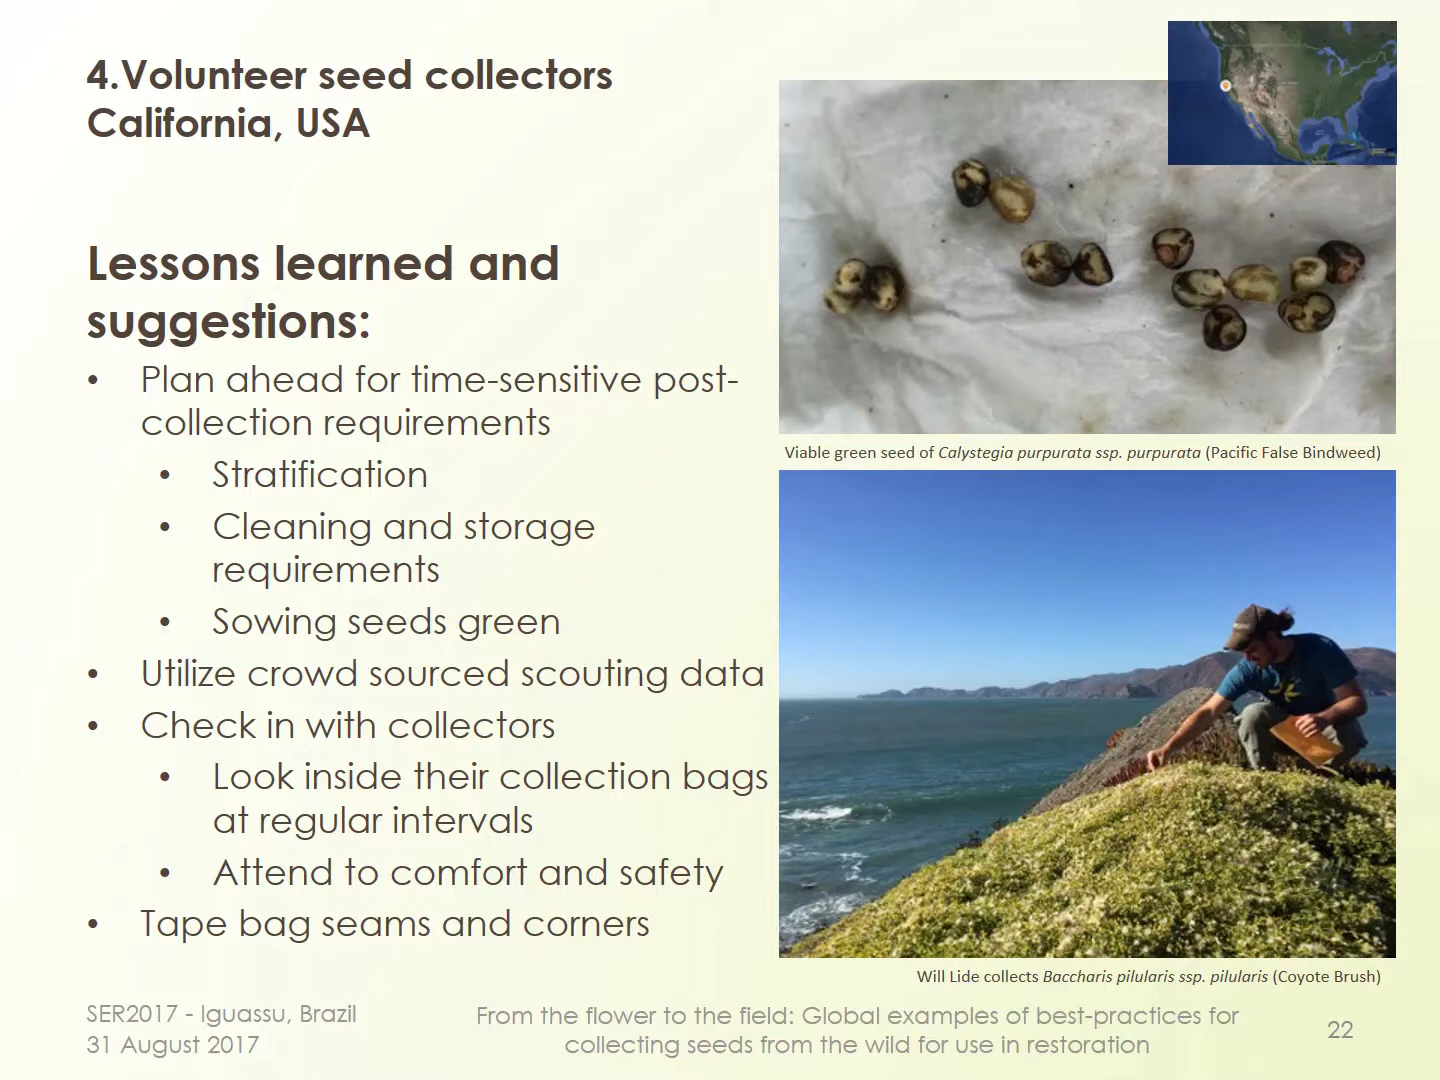 4.Volunteer seed collectors
California, USA
Lessons learned and
suggestions:
• Plan ahead for time-sensitive post-
collection requirements
• Stratification
• Cleaning and storage
requirements
• Sowing seeds green
• Utilize crowd sourced scouting data
• Check in with collectors
• Look inside their collection bags
at regular intervals
• Attend to comfort and safety
• Tape bag seams and corners
Viable green seed of Calystegia purpurata ssp. purpurata (Pacific False Bindweed)
Will Lide collects Baccharis pilularis ssp. pilularis (Coyote Brush)
SER2017 - Iguassu, Brazil
31 August 2017
From the flower to the field: Global examples of best-practices for
collecting seeds from the wild for use in restoration
22